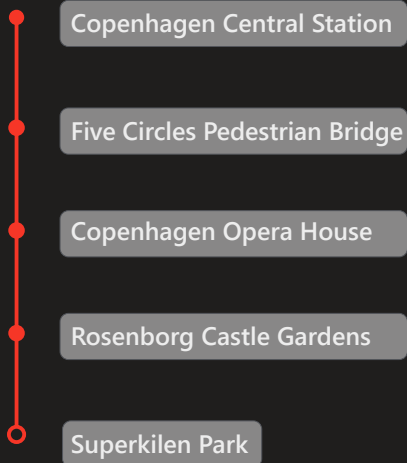 Copenhagen Central Station
Five Circles Pedestrian Bridge
Copenhagen Opera House
Rosenborg Castle Gardens
Superkilen Park